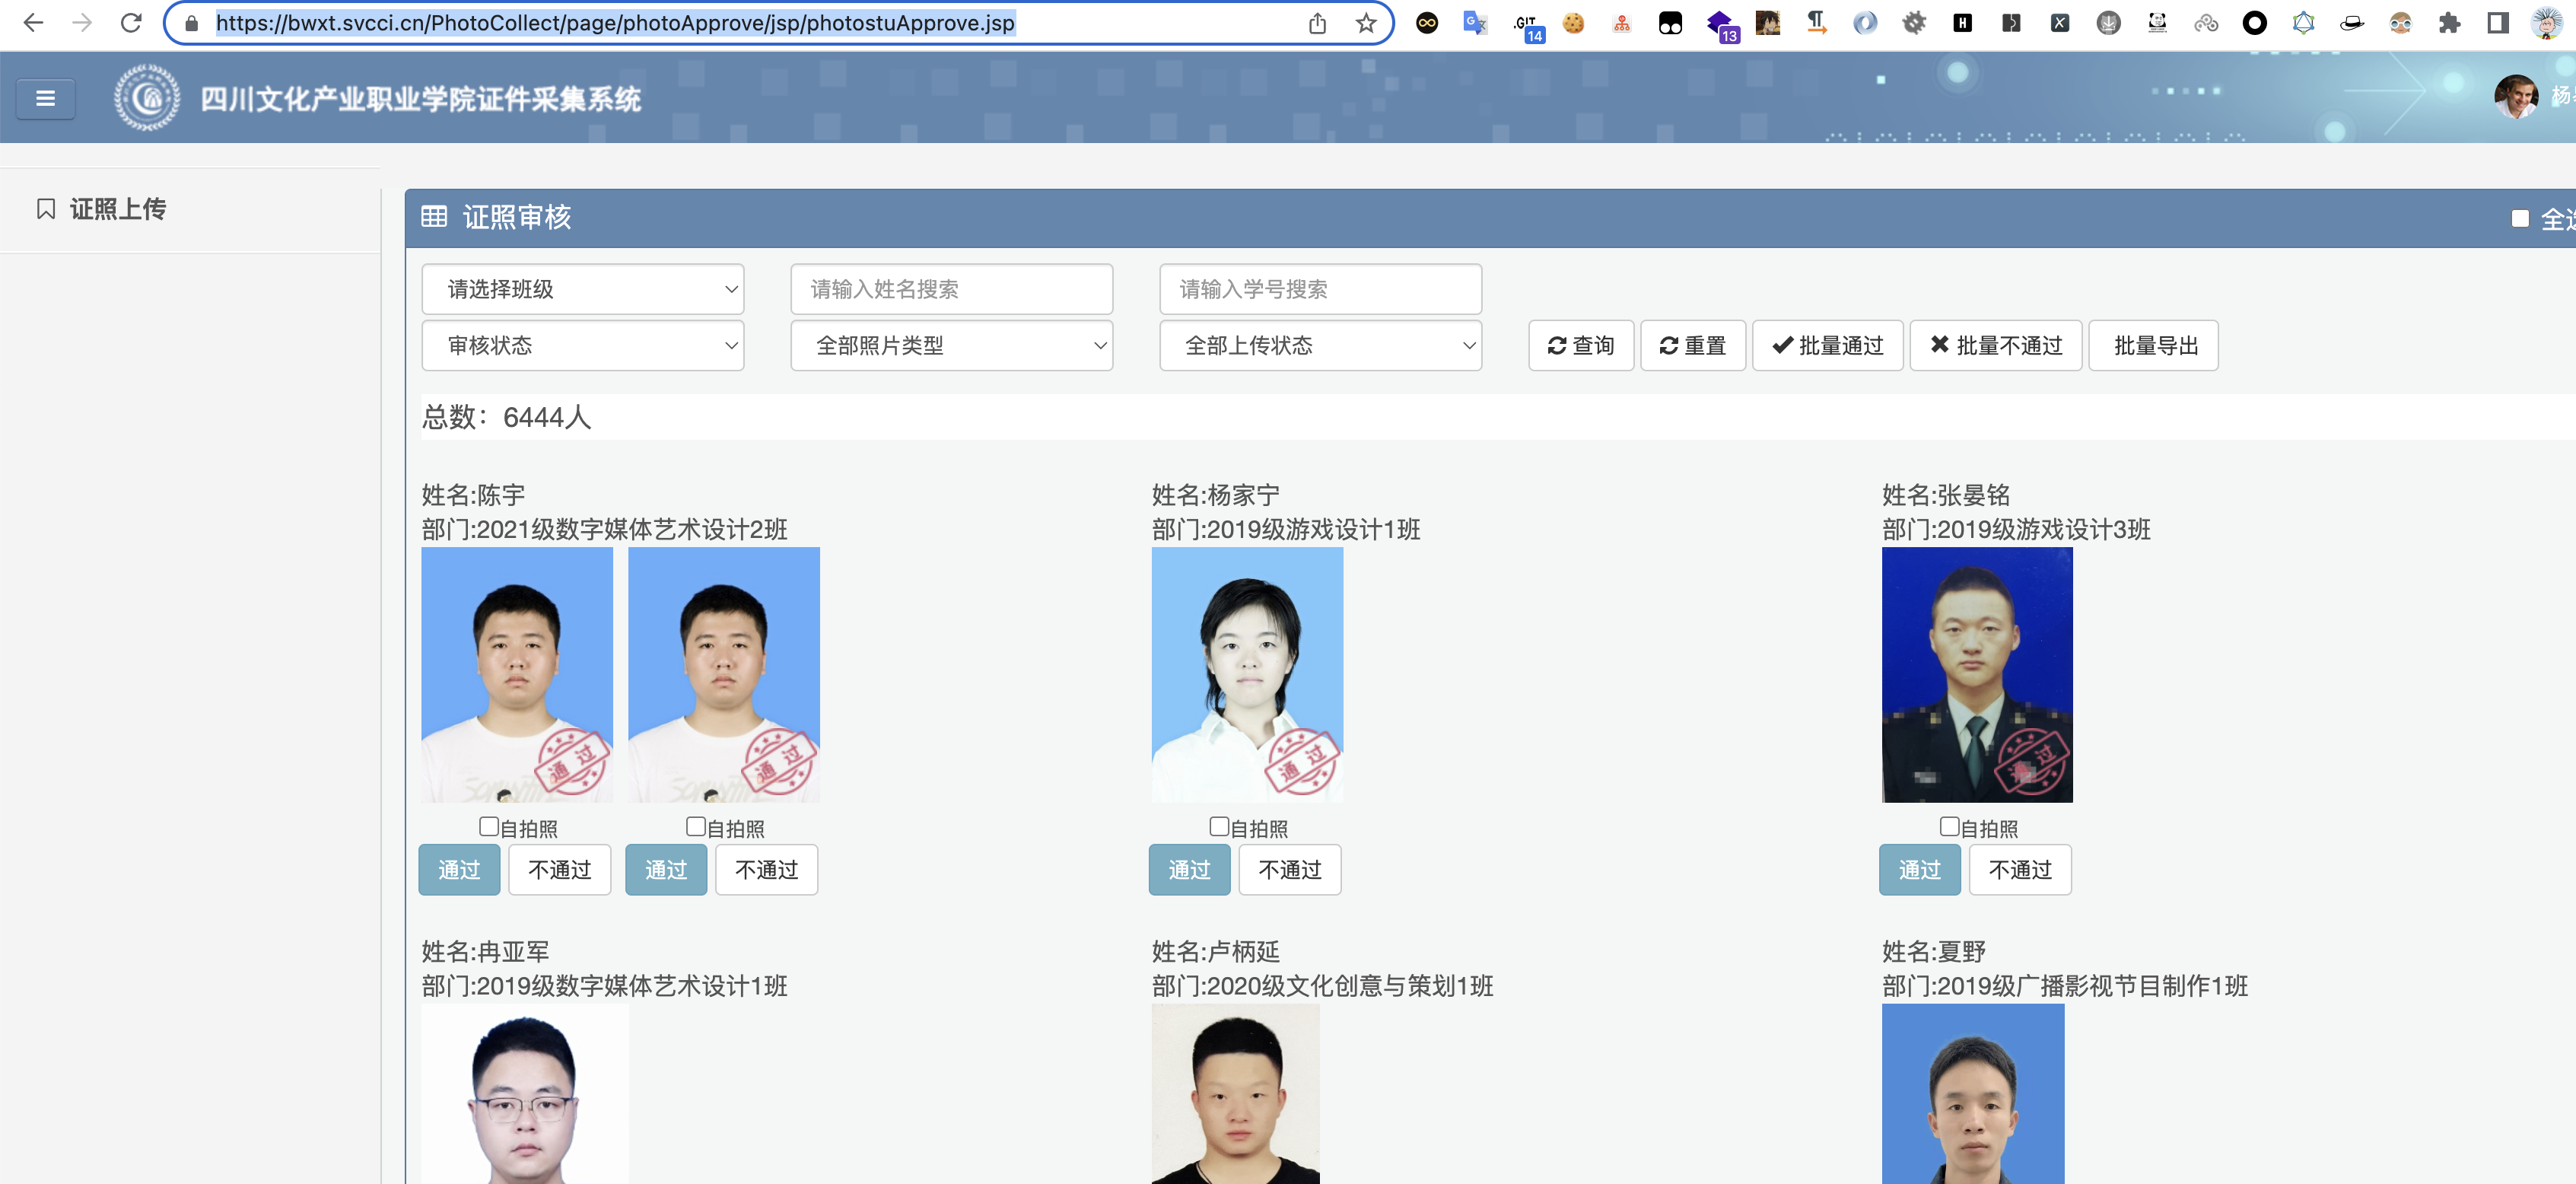 https://bwxt.svcci.cn/PhotoCollect/page/photoApprove/jsp/photostuApprove.jsp
.GIT 14 13 H X
四川文化产业职业学院证件采集系统
杨
证照上传
证照审核 全选
请选择班级 请输入姓名搜索 请输入学号搜索
审核状态 全部照片类型 全部上传状态 查询 重置 批量通过 批量不通过 批量导出
总数：6444人
姓名:陈宇 姓名:杨家宁 姓名:张晏铭
部门:2021级数字媒体艺术设计2班 部门:2019级游戏设计1班 部门:2019级游戏设计3班
通过 通过 通过 通过
自拍照 自拍照 自拍照 自拍照
通过 不通过 通过 不通过 通过 不通过 通过 不通过
姓名:冉亚军 姓名:卢柄延 姓名:夏野
部门:2019级数字媒体艺术设计1班 部门:2020级文化创意与策划1班 部门:2019级广播影视节目制作1班